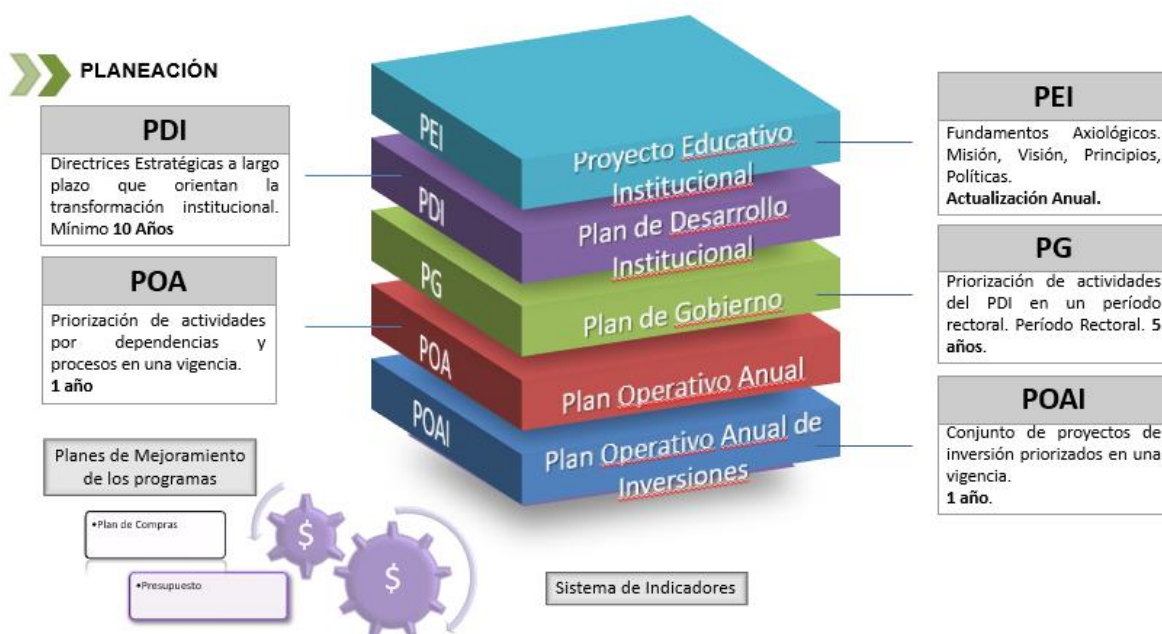 PLANEACIÓN
PDI
Directrices Estratégicas a largo
plazo que orientan la
transformación institucional.
Mínimo 10 Años
POA
Priorización de actividades
por dependencias y
procesos en una vigencia.
1 año
PEI
Proyecto Educativo
Institucional
PDI
Plan de Desarrollo
Institucional
PG
Plan de Gobierno
POA
Plan Operativo Anual
POAI
Plan Operativo Anual de
Inversiones
PEI
Fundamentos Axiológicos.
Misión, Visión, Principios,
Políticas.
Actualización Anual.
PG
Priorización de actividades
del PDI en un período
rectoral. Período Rectoral. 5
años.
POAI
Conjunto de proyectos de
inversión priorizados en una
vigencia.
1 año.
Planes de Mejoramiento
de los programas
•Plan de Compras
•Presupuesto
$
$
Sistema de Indicadores